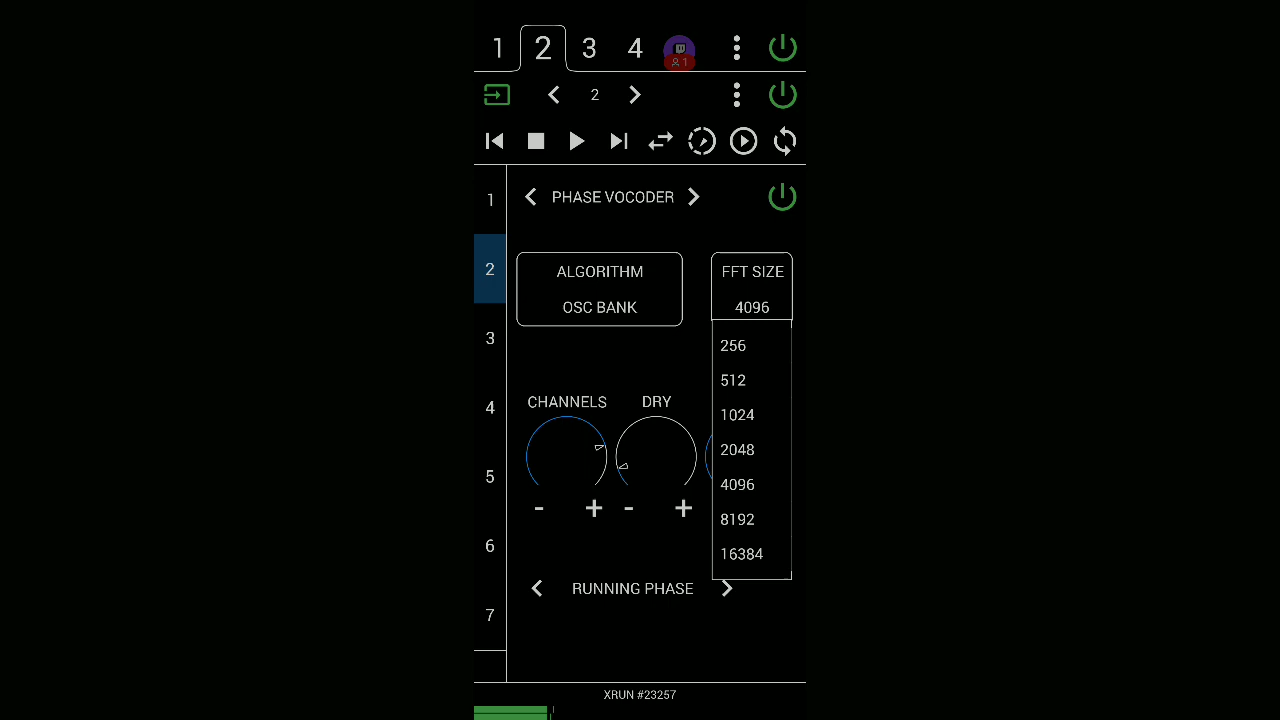 1 2 3 4 1
2
1 PHASE VOCODER
2 ALGORITHM FFT SIZE
OSC BANK 4096
3 256
512
4 CHANNELS DRY 1024
2048
5 4096
- + - + 8192
6 16384
RUNNING PHASE
7
XRUN #23257